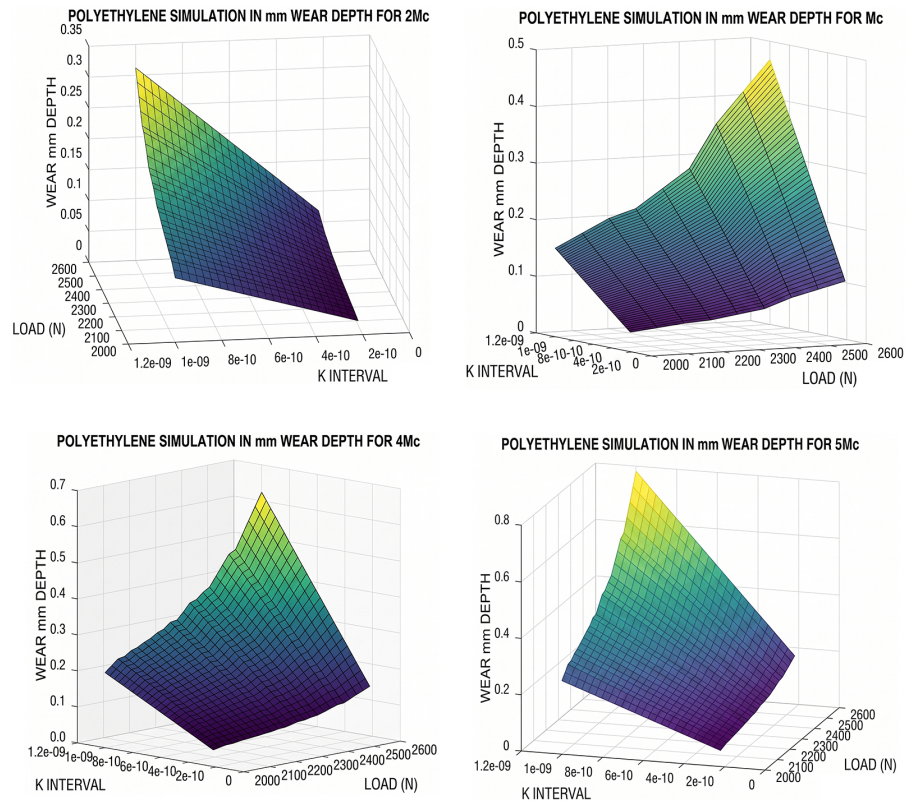 POLYETHYLENE SIMULATION IN mm WEAR DEPTH FOR 2Mc
0.35
0.3
0.25
0.2
0.15
0.1
0.05
0
WEAR mm DEPTH
2600
2500
2400
2300
2200
2100
2000
LOAD (N)
1.2e-09
1e-09
8e-10
6e-10
4e-10
2e-10
0
K INTERVAL
POLYETHYLENE SIMULATION IN mm WEAR DEPTH FOR Mc
0.5
0.4
0.3
0.2
0.1
0
WEAR mm DEPTH
1.2e-09
1e-09
8e-10-10
4e-10
2e-10
0
K INTERVAL
2000
2100
2200
2300
2400
2500
2600
LOAD (N)
POLYETHYLENE SIMULATION IN mm WEAR DEPTH FOR 4Mc
0.7
0.6
0.5
0.4
0.3
0.2
0.1
0.0
WEAR mm DEPTH
1.2e-09
1e-09
8e-10
6e-10
4e-10
2e-10
0
K INTERVAL
2000
2100
2200
2300
2400
2500
2600
LOAD (N)
POLYETHYLENE SIMULATION IN mm WEAR DEPTH FOR 5Mc
0.8
0.6
0.4
0.2
0
WEAR mm DEPTH
1.2e-09
1e-09
8e-10
6e-10
4e-10
2e-10
0
K INTERVAL
2000
2100
2200
2300
2400
2500
2600
LOAD (N)